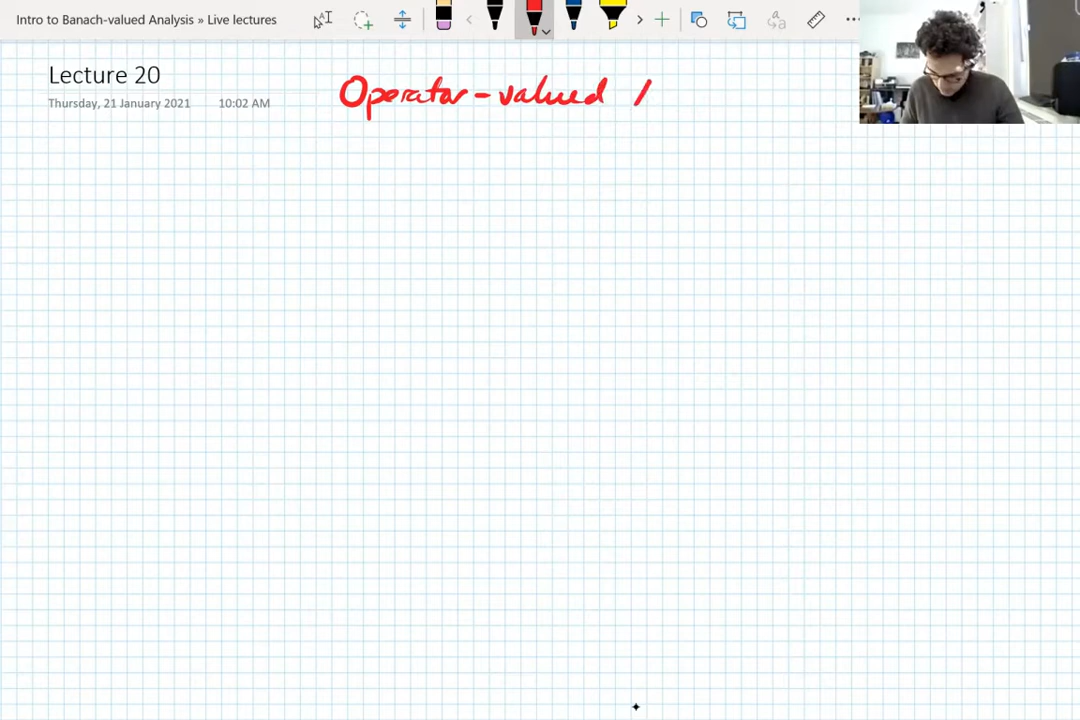 Intro to Banach-valued Analysis » Live lectures
Lecture 20
Thursday, 21 January 2021 10:02 AM
Operator-valued